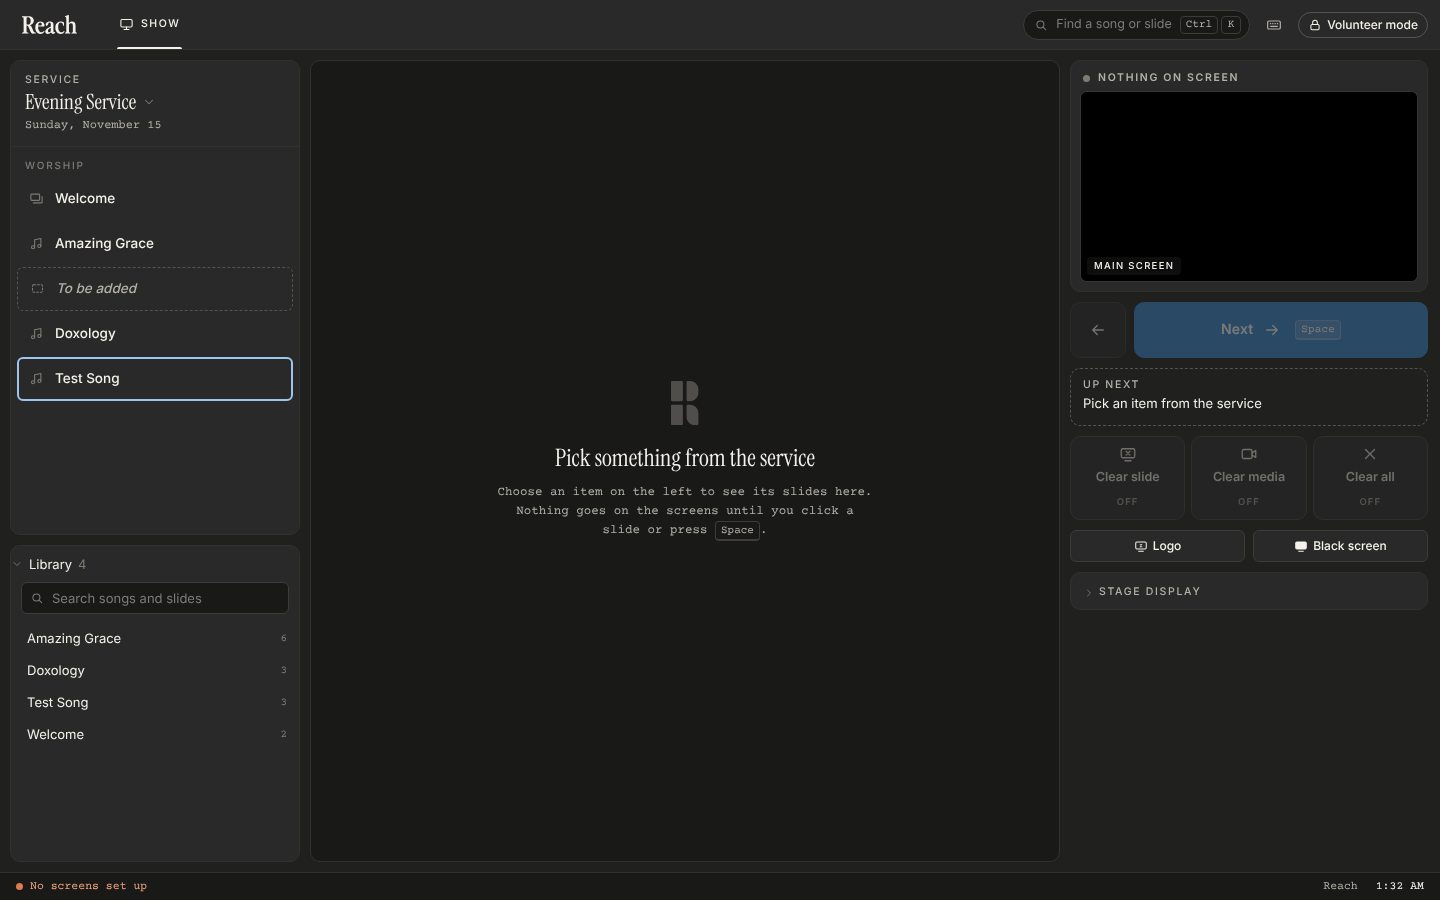 Reach
SHOW
Find a song or slide
Ctrl K
Volunteer mode
SERVICE
Evening Service
Sunday, November 15
WORSHIP
Welcome
Amazing Grace
To be added
Doxology
Test Song
Library 4
Search songs and slides
Amazing Grace 6
Doxology 3
Test Song 3
Welcome 2
Pick something from the service
Choose an item on the left to see its slides here.
Nothing goes on the screens until you click a
slide or press Space.
NOTHING ON SCREEN
MAIN SCREEN
Next Space
UP NEXT
Pick an item from the service
Clear slide
OFF
Clear media
OFF
Clear all
OFF
Logo
Black screen
STAGE DISPLAY
No screens set up
Reach 1:32 AM